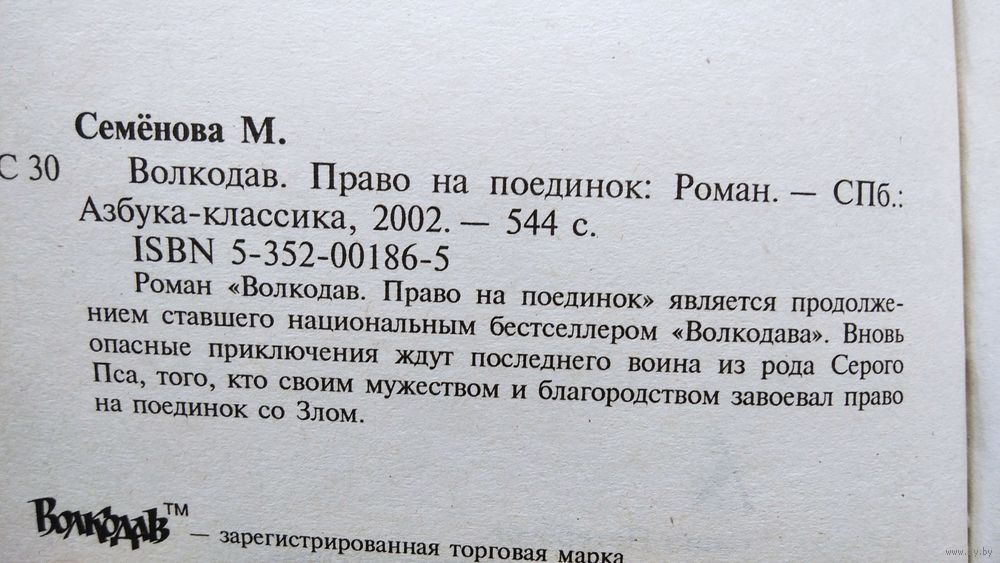 Семёнова М.
С 30 Волкодав. Право на поединок: Роман. — СПб.:
Азбука-классика, 2002. — 544 с.
ISBN 5-352-00186-5
Роман «Волкодав. Право на поединок» является продолже-
нием ставшего национальным бестселлером «Волкодава». Вновь
опасные приключения ждут последнего воина из рода Серого
Пса, того, кто своим мужеством и благородством завоевал право
на поединок со Злом.
Волкодав™ — зарегистрированная торговая марка